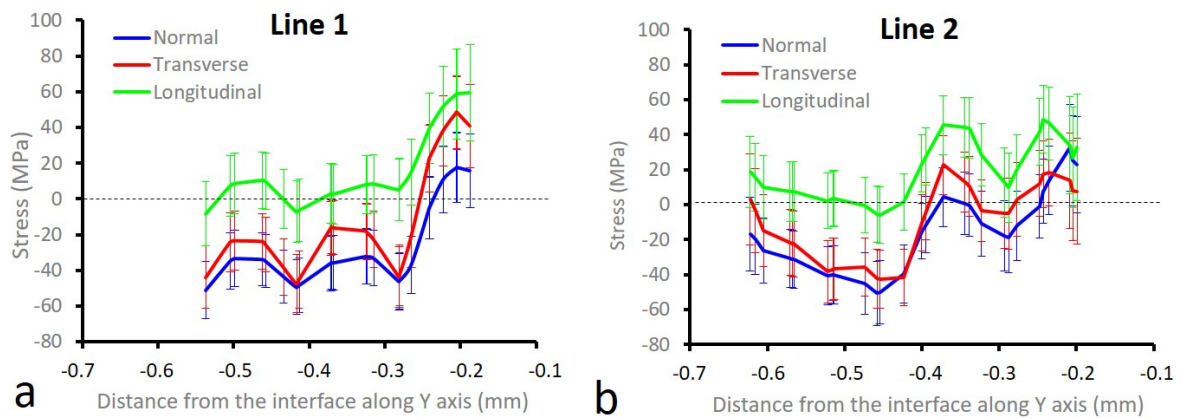 Line 1
Normal
Transverse
Longitudinal
100
80
60
40
20
0
-20
-40
-60
-80
Stress (MPa)
-0.7 -0.6 -0.5 -0.4 -0.3 -0.2 -0.1
Distance from the interface along Y axis (mm)
a
Line 2
Normal
Transverse
Longitudinal
100
80
60
40
20
0
-20
-40
-60
-80
Stress (MPa)
-0.7 -0.6 -0.5 -0.4 -0.3 -0.2 -0.1
Distance from the interface along Y axis (mm)
b